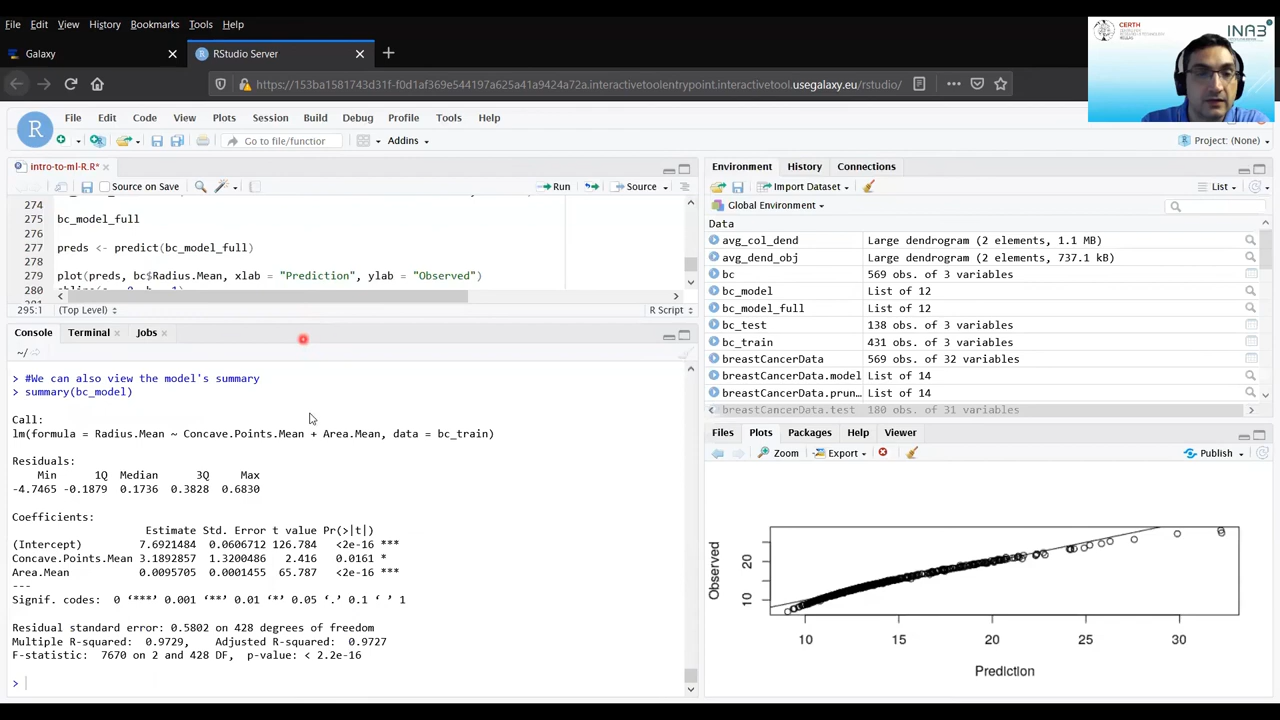 File Edit View History Bookmarks Tools Help
CERTH
INAB
Galaxy
RStudio Server
https://153ba1581743d31f-f0d1af369e544197a625a41a9424a72a.interactivetoolentrypoint.interactivetool.usegalaxy.eu/rstudio/
R File Edit Code View Plots Session Build Debug Profile Tools Help
Go to file/function Addins
Project: (None)
intro-to-ml-R.R*
Source on Save Run Source
274
275 bc_model_full
276
277 preds <- predict(bc_model_full)
278
279 plot(preds, bc$Radius.Mean, xlab = "Prediction", ylab = "Observed")
295:1 (Top Level) R Script
Console Terminal Jobs
~/
> #We can also view the model's summary
> summary(bc_model)
Call:
lm(formula = Radius.Mean ~ Concave.Points.Mean + Area.Mean, data = bc_train)
Residuals:
Min 1Q Median 3Q Max
-4.7465 -0.1879 0.1736 0.3828 0.6830
Coefficients:
Estimate Std. Error t value Pr(>|t|)
(Intercept) 7.6921484 0.0606712 126.784 <2e-16 ***
Concave.Points.Mean 3.1892857 1.3200486 2.416 0.0161 *
Area.Mean 0.0095705 0.0001455 65.787 <2e-16 ***
---
Signif. codes: 0 ‘***’ 0.001 ‘**’ 0.01 ‘*’ 0.05 ‘.’ 0.1 ‘ ’ 1
Residual standard error: 0.5802 on 428 degrees of freedom
Multiple R-squared: 0.9729, Adjusted R-squared: 0.9727
F-statistic: 7670 on 2 and 428 DF, p-value: < 2.2e-16
>
Environment History Connections
Import Dataset List
Global Environment
Data
avg_col_dend Large dendrogram (2 elements, 1.1 MB)
avg_dend_obj Large dendrogram (2 elements, 737.1 kB)
bc 569 obs. of 3 variables
bc_model List of 12
bc_model_full List of 12
bc_test 138 obs. of 3 variables
bc_train 431 obs. of 3 variables
breastCancerData 569 obs. of 32 variables
breastCancerData.model List of 14
breastCancerData.prun… List of 14
breastCancerData.test 180 obs. of 31 variables
Files Plots Packages Help Viewer
Zoom Export Publish
Observed
20
10
10 15 20 25 30
Prediction